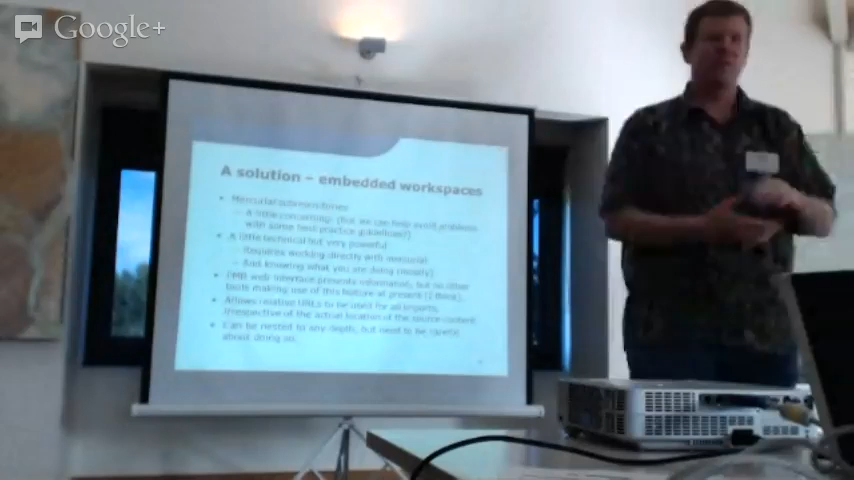 Google+
A solution – embedded workspaces
Mercurial subrepositories
– A little concerning! (But we can help avoid problems
with some best practice guidelines?)
A little technical but very powerful
– Requires working directly with mercurial
– Just knowing what you are doing (mostly)
PMR web interface presents information, but no other
tools making use of this feature at present (I think).
Allows relative URLs to be used for all imports,
irrespective of the actual location of the source content.
Can be nested to any depth, but need to be careful
about doing so.